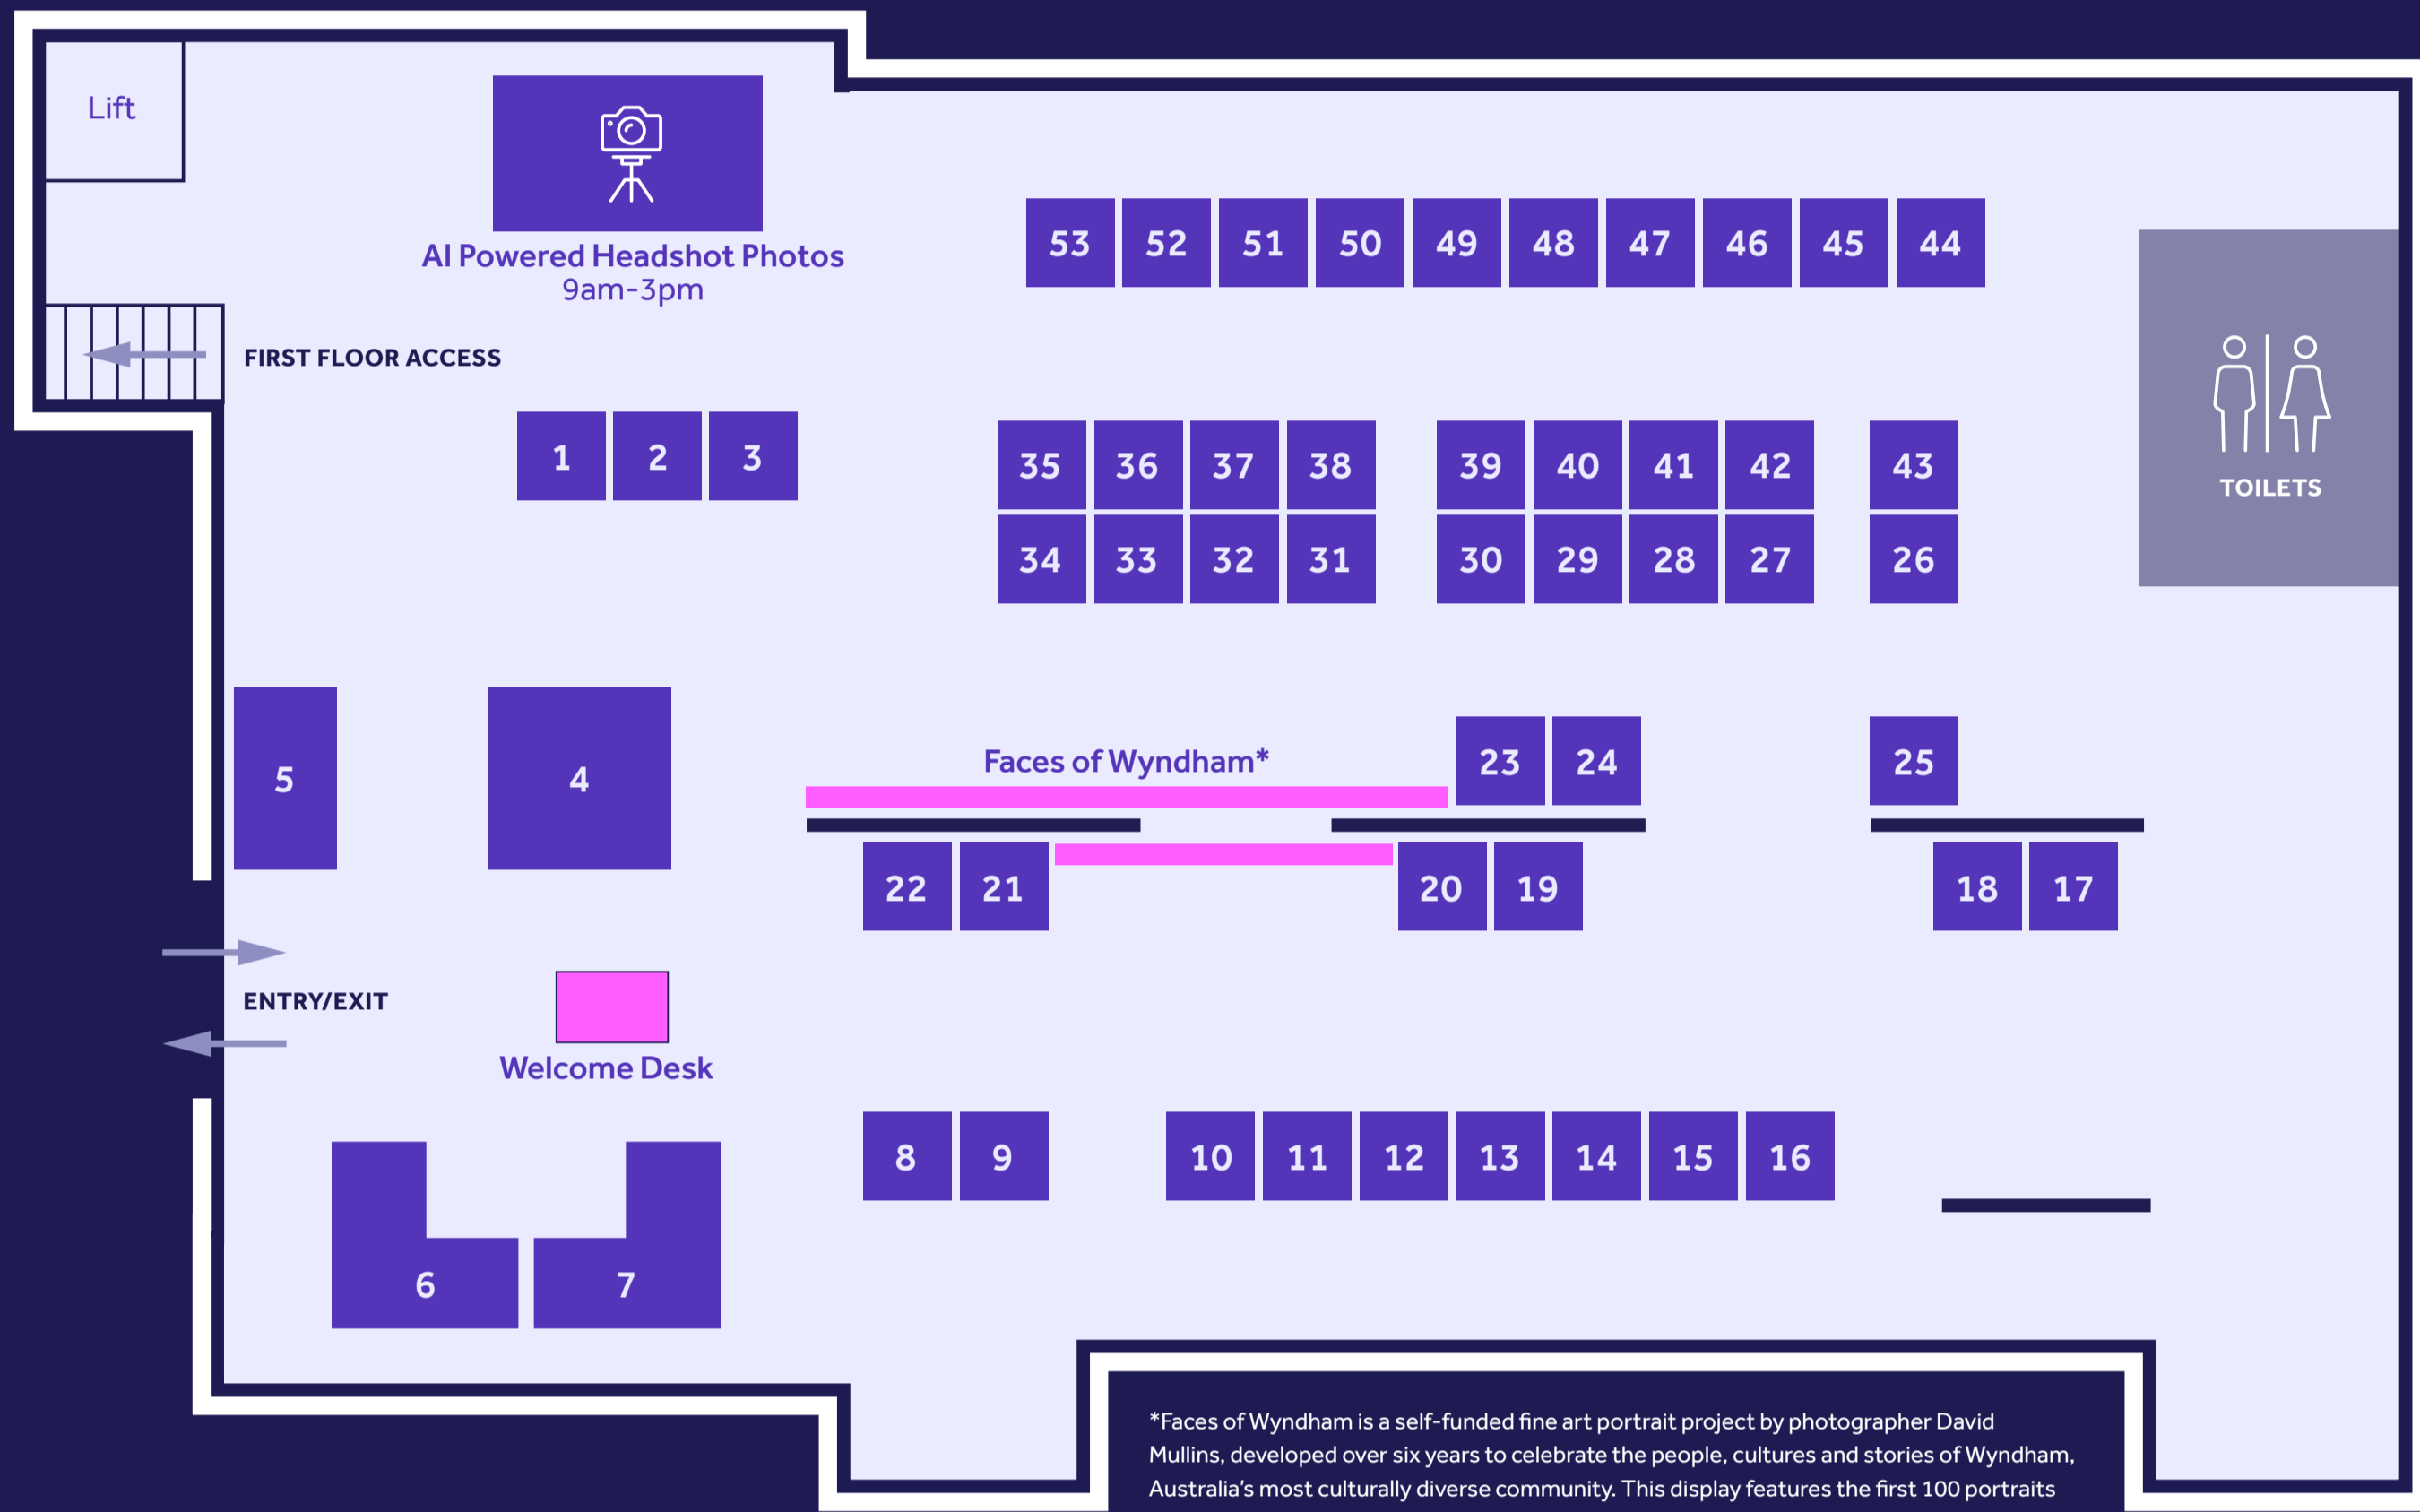 Lift
AI Powered Headshot Photos
9am-3pm
53 52 51 50 49 48 47 46 45 44
FIRST FLOOR ACCESS
1 2 3
35 36 37 38 39 40 41 42 43
TOILETS
34 33 32 31 30 29 28 27 26
5 4
Faces of Wyndham*
23 24 25
22 21 20 19 18 17
ENTRY/EXIT
Welcome Desk
8 9 10 11 12 13 14 15 16
6 7
*Faces of Wyndham is a self-funded fine art portrait project by photographer David
Mullins, developed over six years to celebrate the people, cultures and stories of Wyndham,
Australia's most culturally diverse community. This display features the first 100 portraits